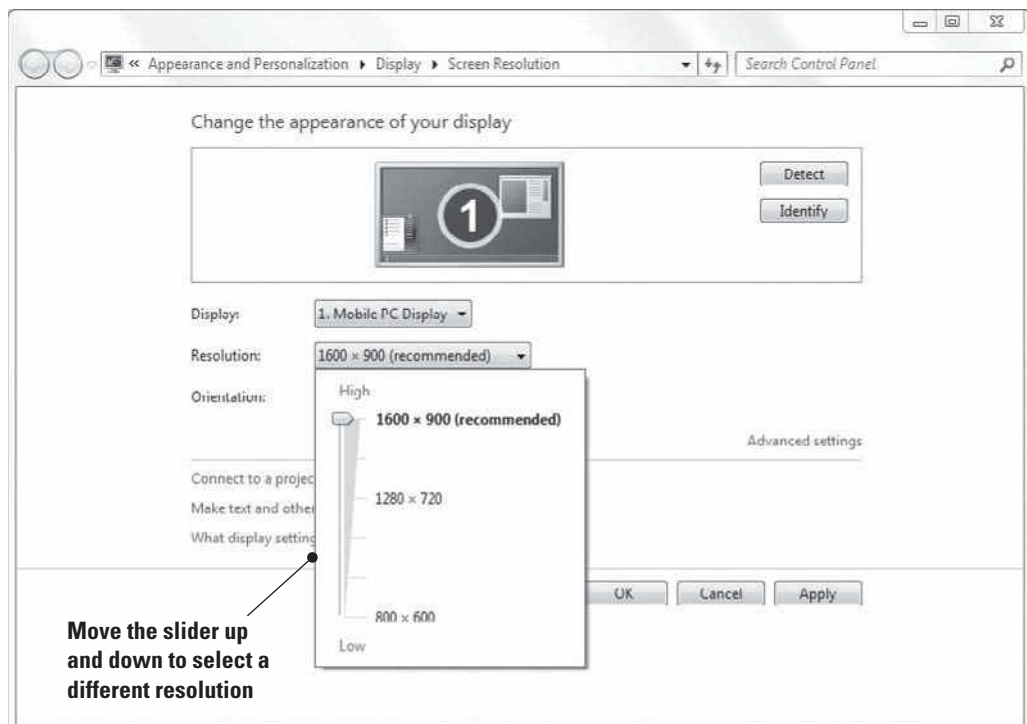 « Appearance and Personalization ▸ Display ▸ Screen Resolution
Search Control Panel
Change the appearance of your display
1
Detect
Identify
Display:
1. Mobile PC Display
Resolution:
1600 × 900 (recommended)
Orientation:
High
1600 × 900 (recommended)
1280 × 720
800 × 600
Low
Advanced settings
Connect to a projec
Make text and other
What display setting
OK
Cancel
Apply
Move the slider up
and down to select a
different resolution